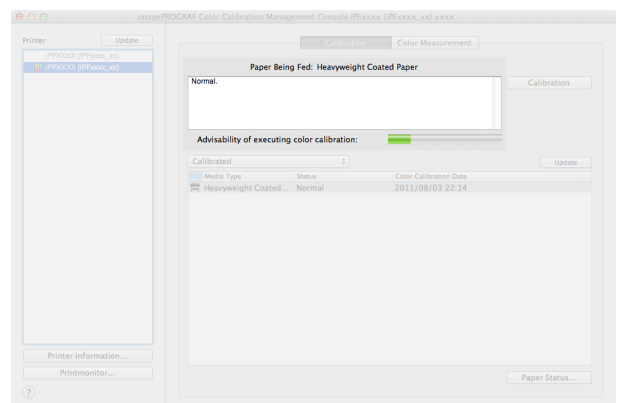 imagePROGRAF Color Calibration Management Console iPFxxxx (iPFxxxx_xx) xxxx
Printer
Update
iPFXXXX (iPFxxxx_xx)
iPFXXXX (iPFxxxx_xx)
Calibration
Color Measurement
Paper Being Fed: Heavyweight Coated Paper
Normal.
Calibration
Advisability of executing color calibration:
Calibrated
Update
Media Type
Status
Color Calibration Date
Heavyweight Coated...
Normal
2011/08/03 22:14
Printer Information...
Printmonitor...
Paper Status...
?